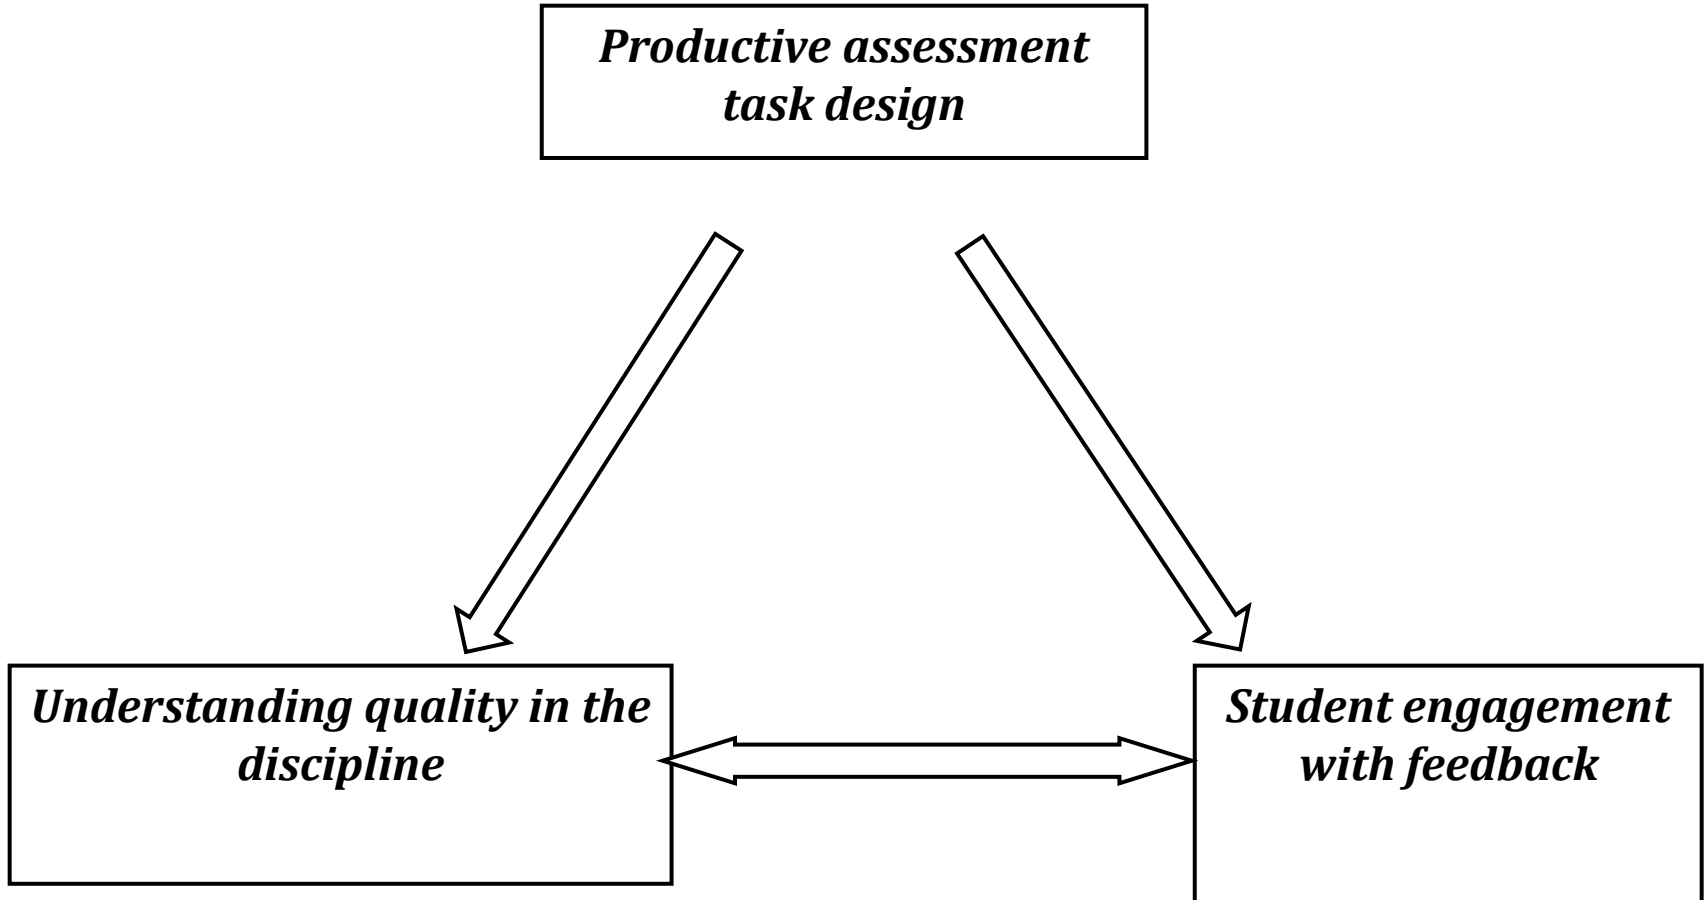 Productive assessment
task design
Understanding quality in the
discipline
Student engagement
with feedback